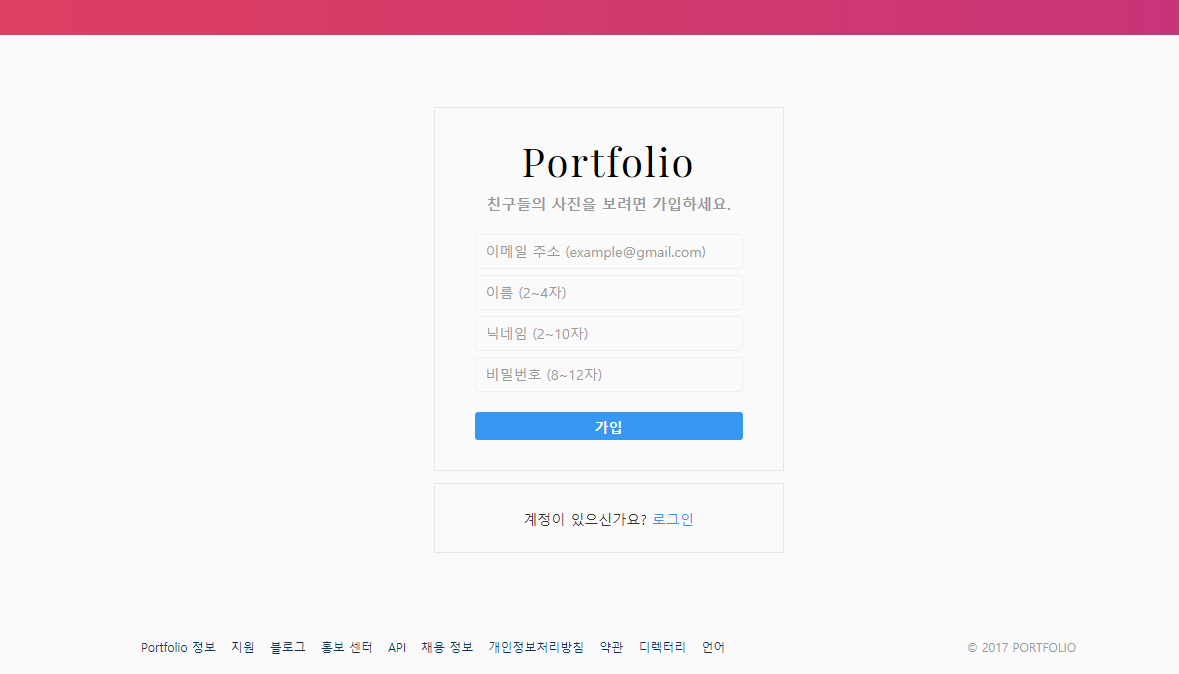 Portfolio
친구들의 사진을 보려면 가입하세요.
이메일 주소 (example@gmail.com)
이름 (2~4자)
닉네임 (2~10자)
비밀번호 (8~12자)
가입
계정이 있으신가요? 로그인
Portfolio 정보 지원 블로그 홍보 센터 API 채용 정보 개인정보처리방침 약관 디렉터리 언어 © 2017 PORTFOLIO